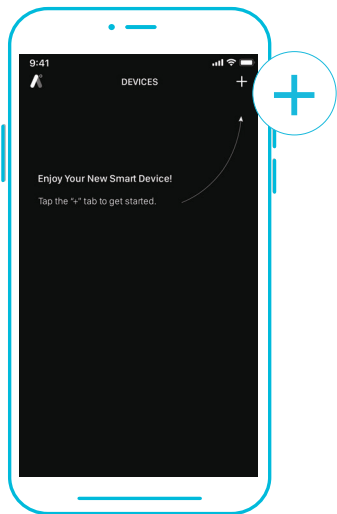 9:41
DEVICES
+
Enjoy Your New Smart Device!
Tap the “+” tab to get started.
+